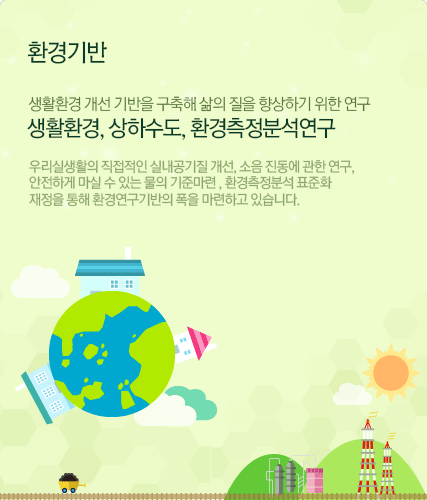 환경기반
생활환경 개선 기반을 구축해 삶의 질을 향상하기 위한 연구
생활환경, 상하수도, 환경측정분석연구
우리실생활의 직접적인 실내공기질 개선, 소음 진동에 관한 연구,
안전하게 마실 수 있는 물의 기준마련 , 환경측정분석 표준화
재정을 통해 환경연구기반의 폭을 마련하고 있습니다.